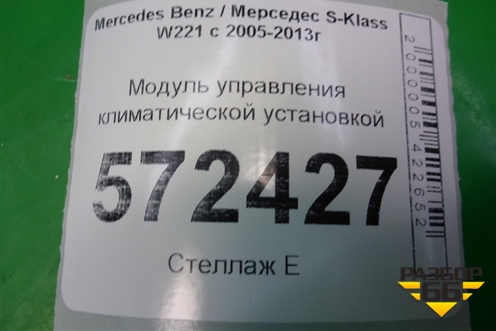 Mercedes Benz / Мерседес S-Klass
W221 с 2005-2013г
Модуль управления
климатической установкой
572427
Стеллаж Е
2000005422652
РАЗБОР
66